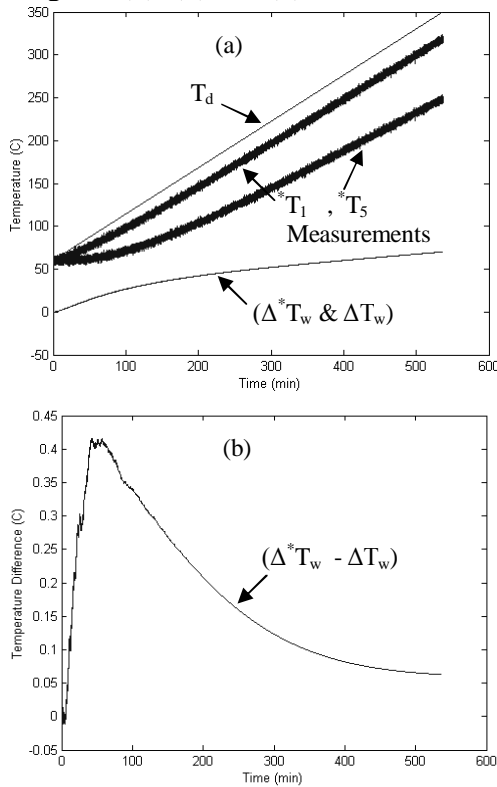 350
(a)
300
T_d
250
200
150
*T_1 , *T_5
Measurements
100
50
(Δ*T_w & ΔT_w)
0
-50
0 100 200 300 400 500 600
Temperature (C)
Time (min)
0.45
(b)
0.4
0.35
0.3
(Δ*T_w - ΔT_w)
0.25
0.2
0.15
0.1
0.05
0
-0.05
0 100 200 300 400 500 600
Temperature Difference (C)
Time (min)